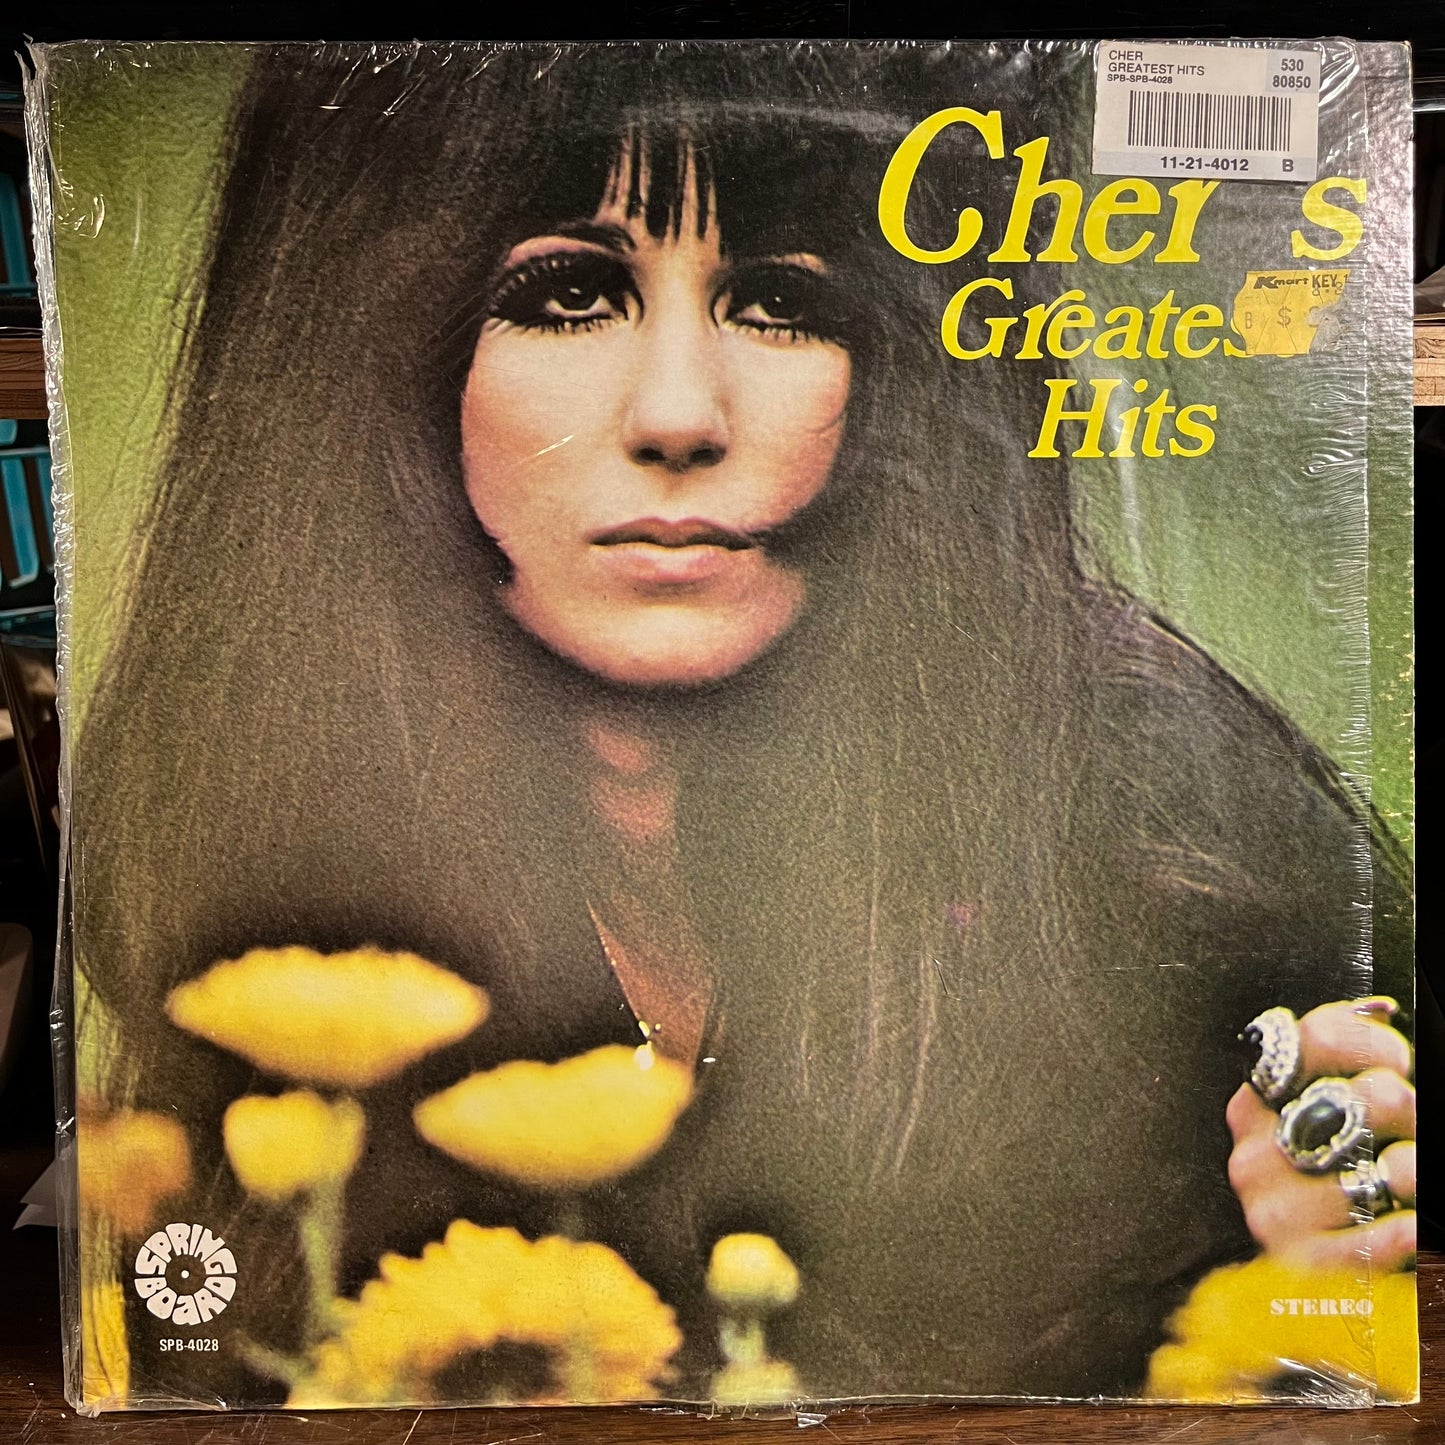 CHER
GREATEST HITS
SPB-SPB-4028
530
80850
11-21-4012 B
Cher s
Greates
Hits
Kmart KEY
B $
SPRINGBOARD
SPB-4028
STEREO